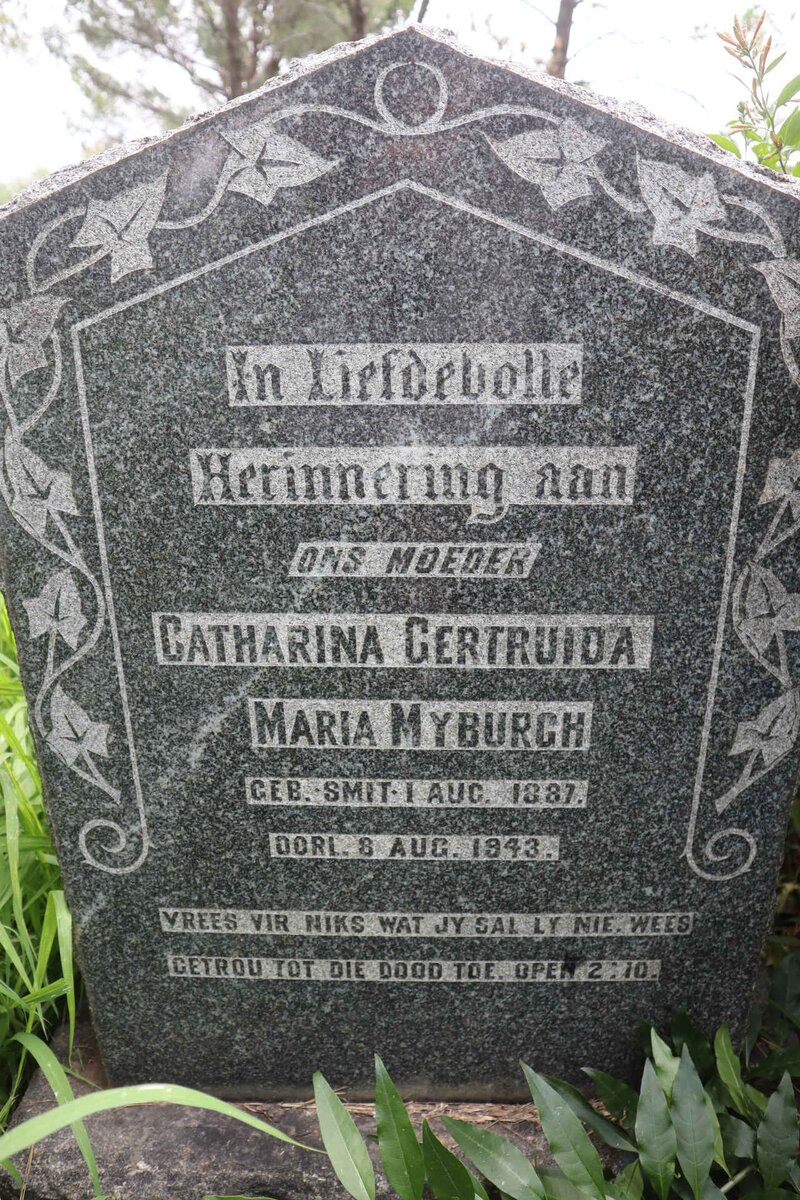 In Liefdevolle
Herinnering aan
ONS MOEDER
CATHARINA GERTRUIDA
MARIA MYBURGH
GEB. SMIT. 1 AUG. 1887.
OORL. 8 AUG. 1943.
VREES VIR NIKS WAT JY SAL LY NIE. WEES
GETROU TOT DIE DOOD TOE. OPEN 2:10.